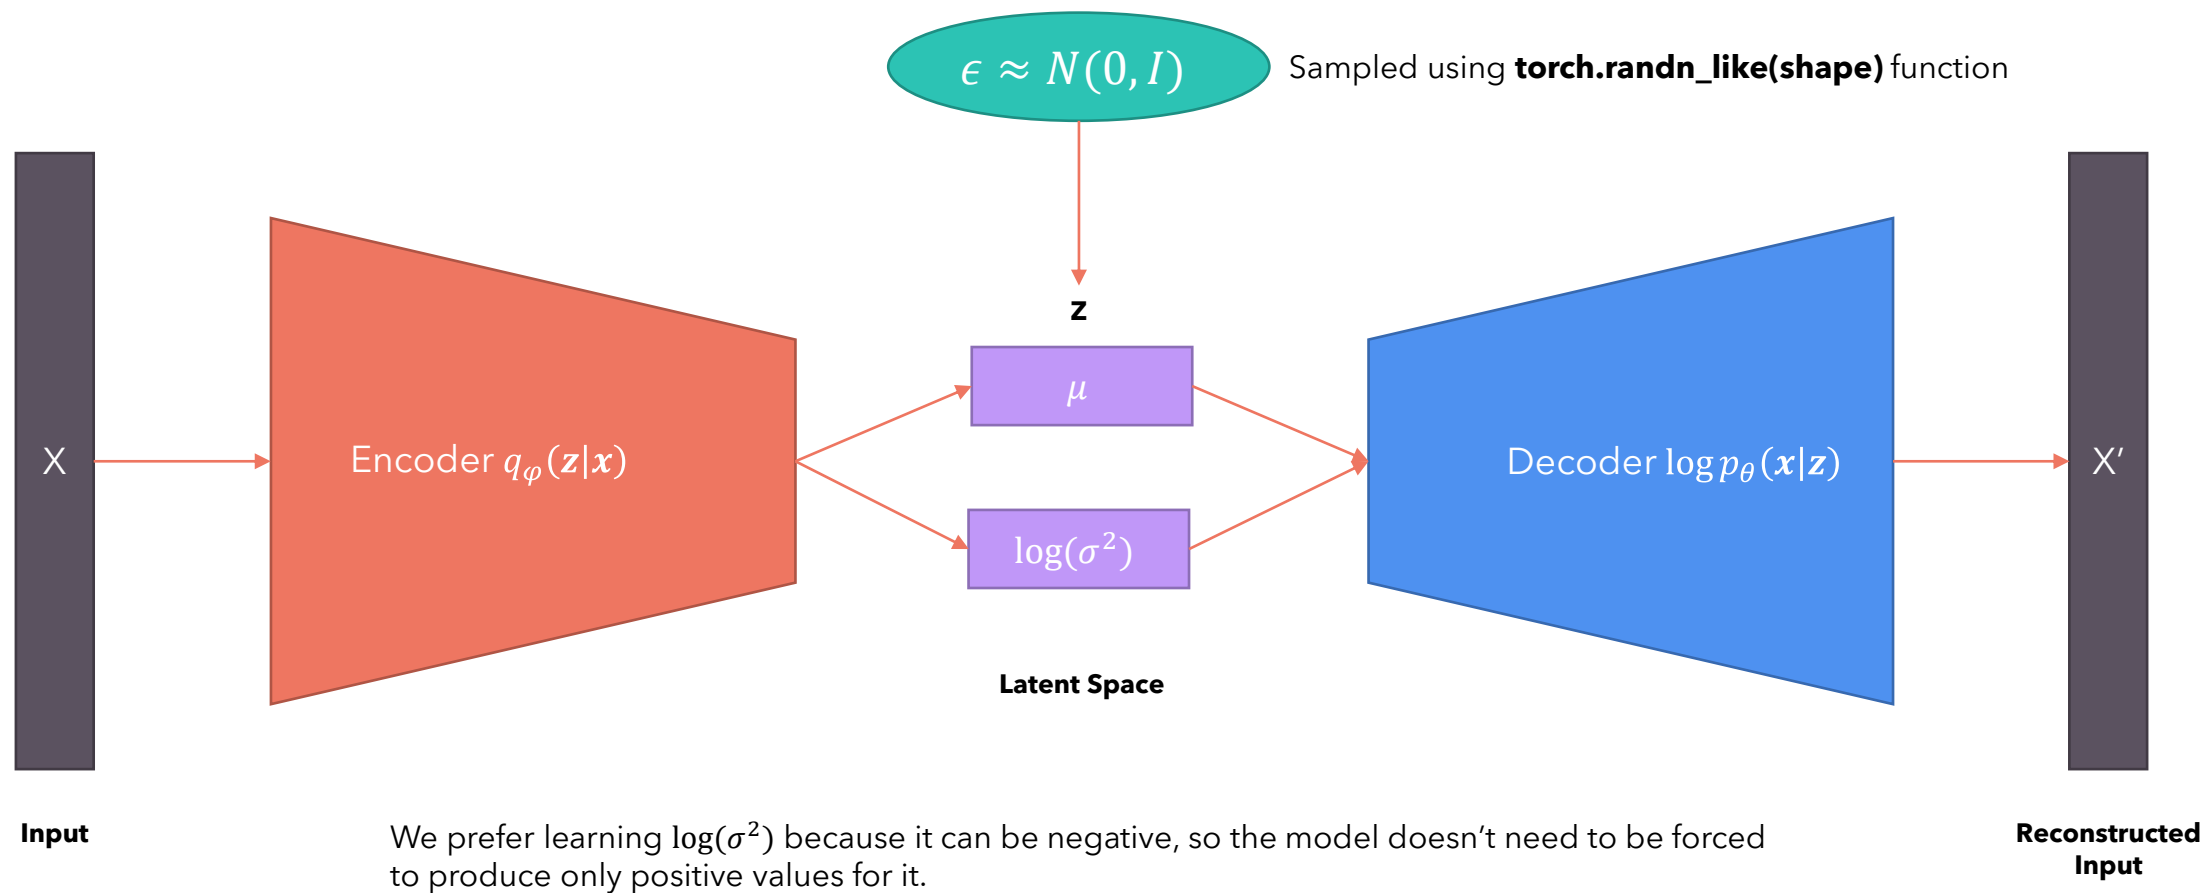 ϵ ≈ N(0, I)
Sampled using torch.randn_like(shape) function
z
X
Encoder qφ(z|x)
μ
log(σ²)
Decoder log pθ(x|z)
X'
Latent Space
Input
We prefer learning log(σ²) because it can be negative, so the model doesn't need to be forced
to produce only positive values for it.
Reconstructed
Input